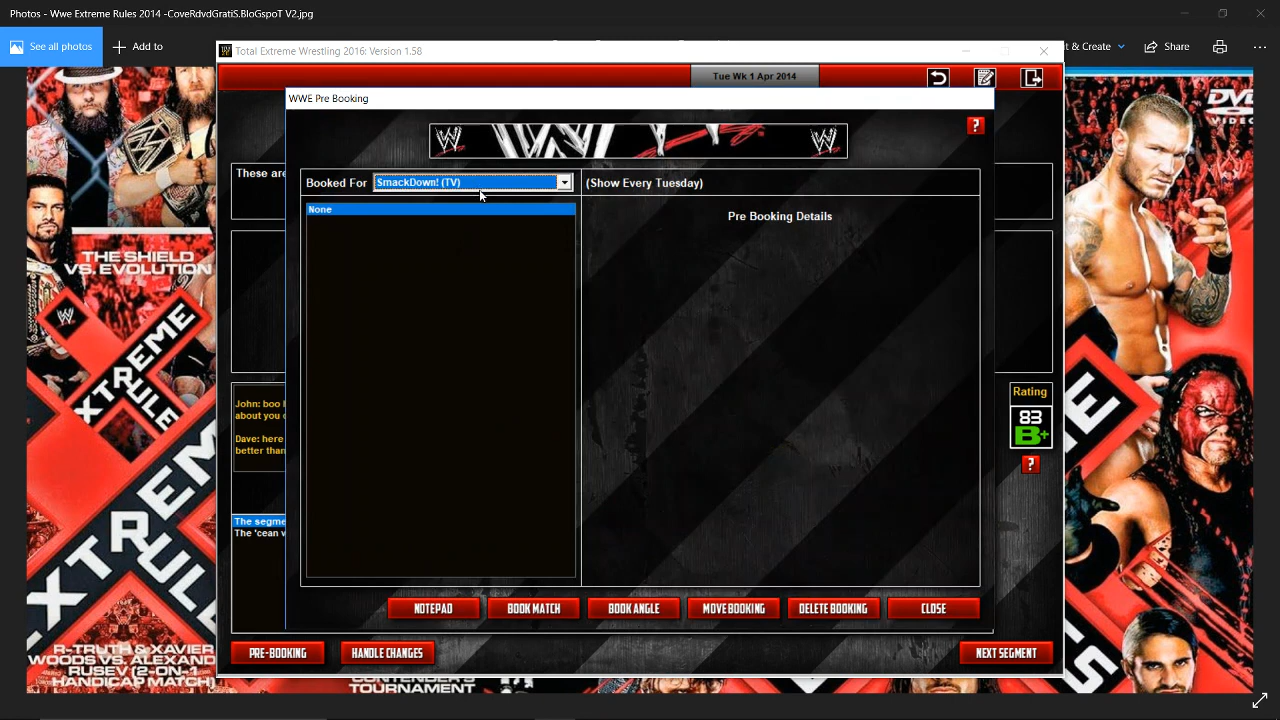 Photos - Wwe Extreme Rules 2014 -CoveRdvdGratiS.BloGspoT V2.jpg
See all photos
Add to
t & Create
Share
Total Extreme Wrestling 2016: Version 1.58
Tue Wk 1 Apr 2014
WWE Pre Booking
?
Booked For SmackDown! (TV)
(Show Every Tuesday)
None
Pre Booking Details
These are
John: boo
about you
Dave: here
better than
The segme
The 'cean
Rating
83
B+
?
NOTEPAD
BOOK MATCH
BOOK ANGLE
MOVE BOOKING
DELETE BOOKING
CLOSE
PRE-BOOKING
HANDLE CHANGES
NEXT SEGMENT
THE SHIELD
VS. EVOLUTION
EXTREME
RULE
EXTREM
R-TRUTH & XAVIER
WOODS VS. ALEXAND
RUSEV (2-ON-1
HANDICAP MATCH)
CONTENDER'S
TOURNAMENT
DVD
VIDEO